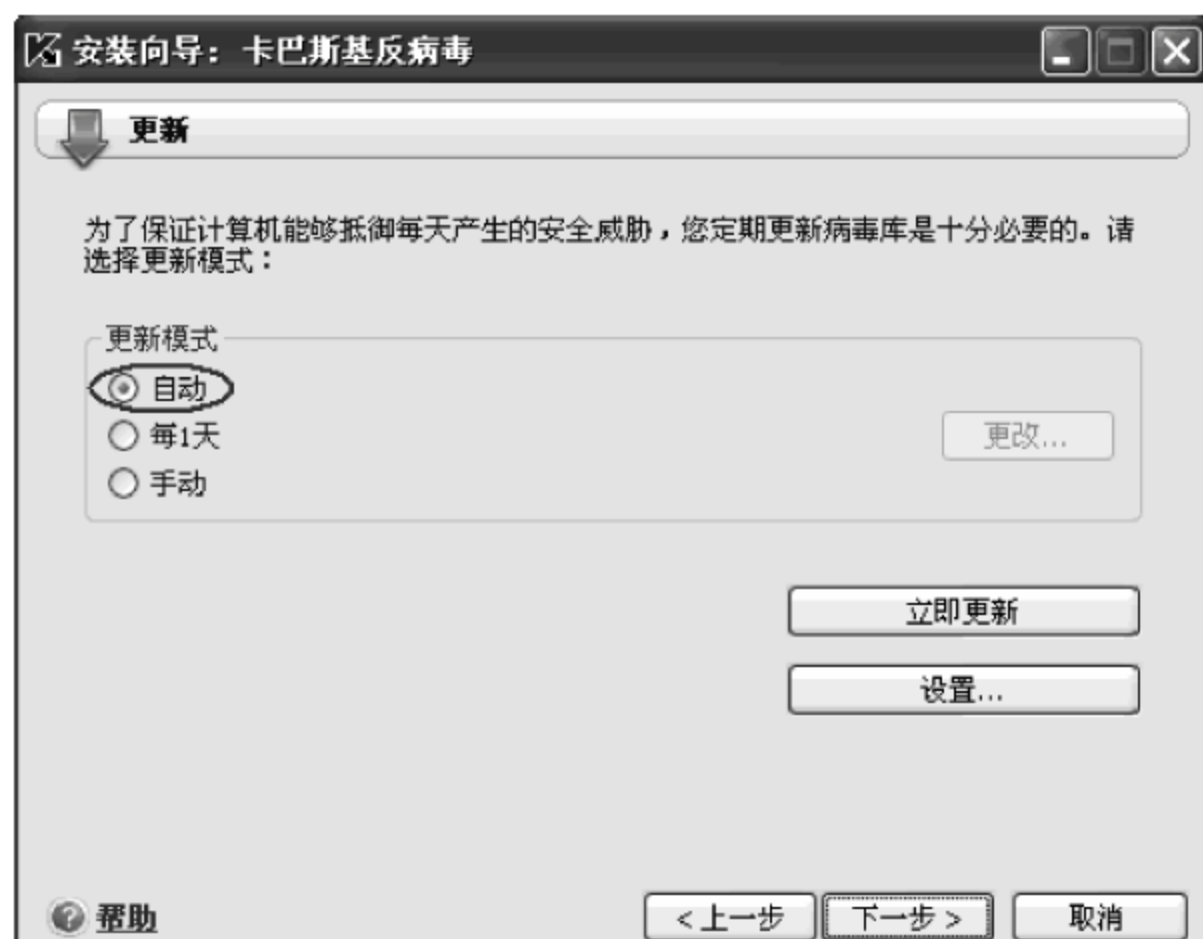 安装向导：卡巴斯基反病毒
更新
为了保证计算机能够抵御每天产生的安全威胁，您定期更新病毒库是十分必要的。请
选择更新模式：
更新模式
自动
每1天
更改...
手动
立即更新
设置...
帮助
<上一步
下一步>
取消